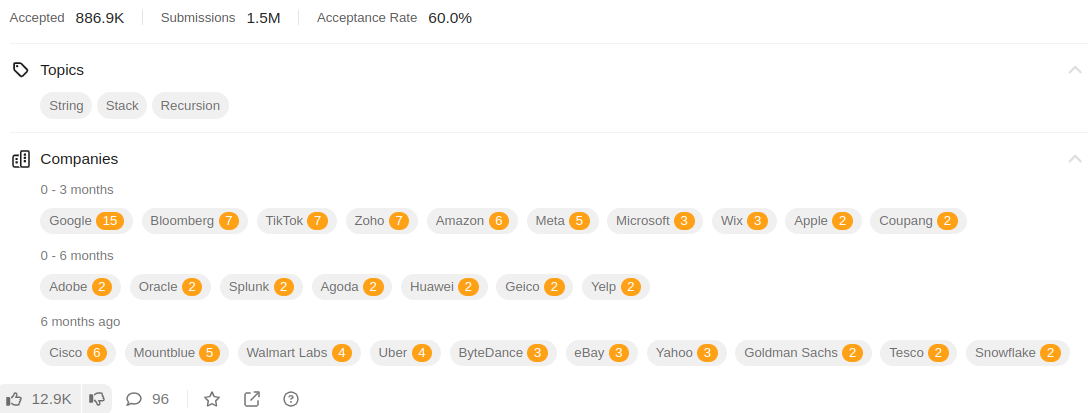 Accepted 886.9K Submissions 1.5M Acceptance Rate 60.0%
Topics
String Stack Recursion
Companies
0 - 3 months
Google 15 Bloomberg 7 TikTok 7 Zoho 7 Amazon 6 Meta 5 Microsoft 3 Wix 3 Apple 2 Coupang 2
0 - 6 months
Adobe 2 Oracle 2 Splunk 2 Agoda 2 Huawei 2 Geico 2 Yelp 2
6 months ago
Cisco 6 Mountblue 5 Walmart Labs 4 Uber 4 ByteDance 3 eBay 3 Yahoo 3 Goldman Sachs 2 Tesco 2 Snowflake 2
12.9K 96